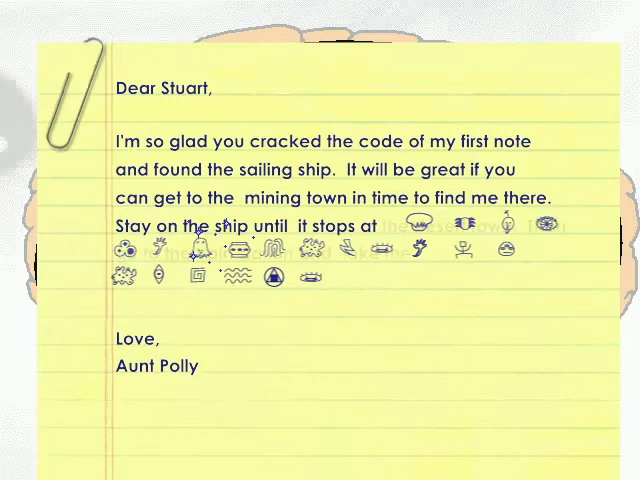 Dear Stuart,
I'm so glad you cracked the code of my first note
and found the sailing ship. It will be great if you
can get to the mining town in time to find me there.
Stay on the ship until it stops at
Love,
Aunt Polly